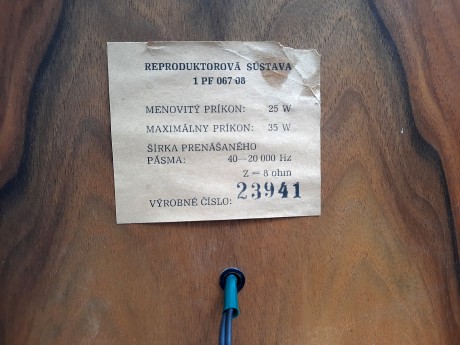 REPRODUKTOROVÁ SÚSTAVA
1 PF 067 08
MENOVITÝ PRÍKON: 25 W
MAXIMÁLNY PRÍKON: 35 W
ŠÍRKA PRENÁŠANÉHO
PÁSMA: 40—20 000 Hz
Z = 8 ohm
VÝROBNÉ ČÍSLO: 23941